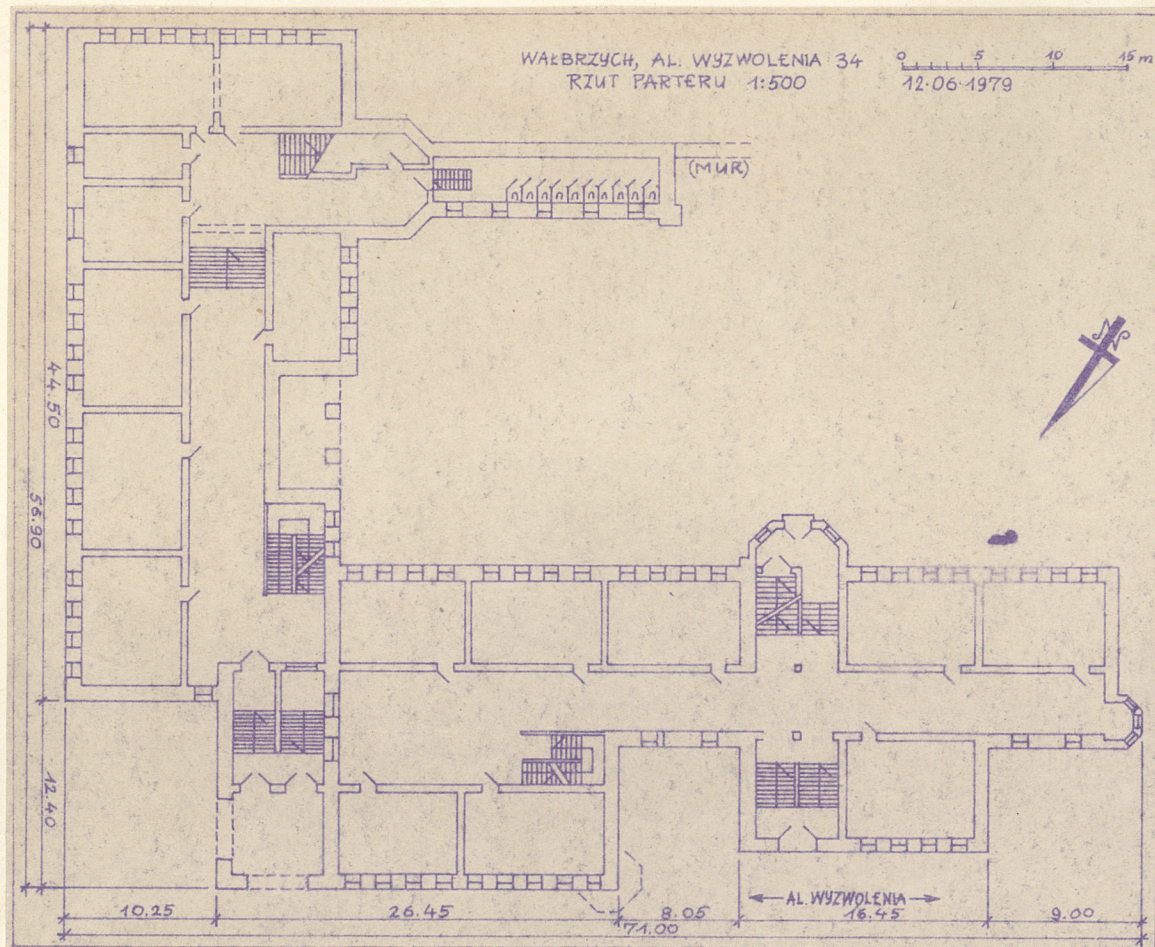 WAŁBRZYCH, AL. WYZWOLENIA 34
RZUT PARTERU 1:500
0 5 10 15 m
12.06.1979
(MUR)
N
44.50
56.90
12.40
AL. WYZWOLENIA
10.25 26.45 8.05 16.45 9.00
71.00